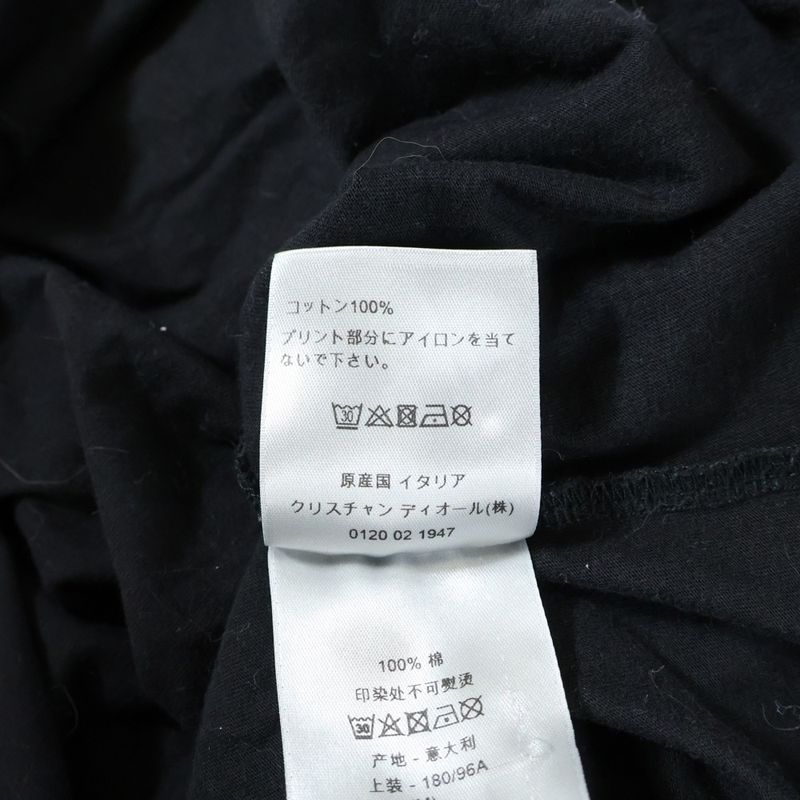 コットン100%
プリント部分にアイロンを当て
ないで下さい。
30
原産国 イタリア
クリスチャン ディオール(株)
0120 02 1947
100% 棉
印染处不可熨烫
30
产地 - 意大利
上装 - 180/96A